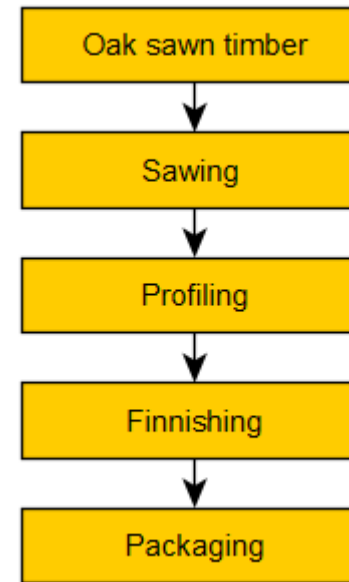 Oak sawn timber
Sawing
Profiling
Finnishing
Packaging